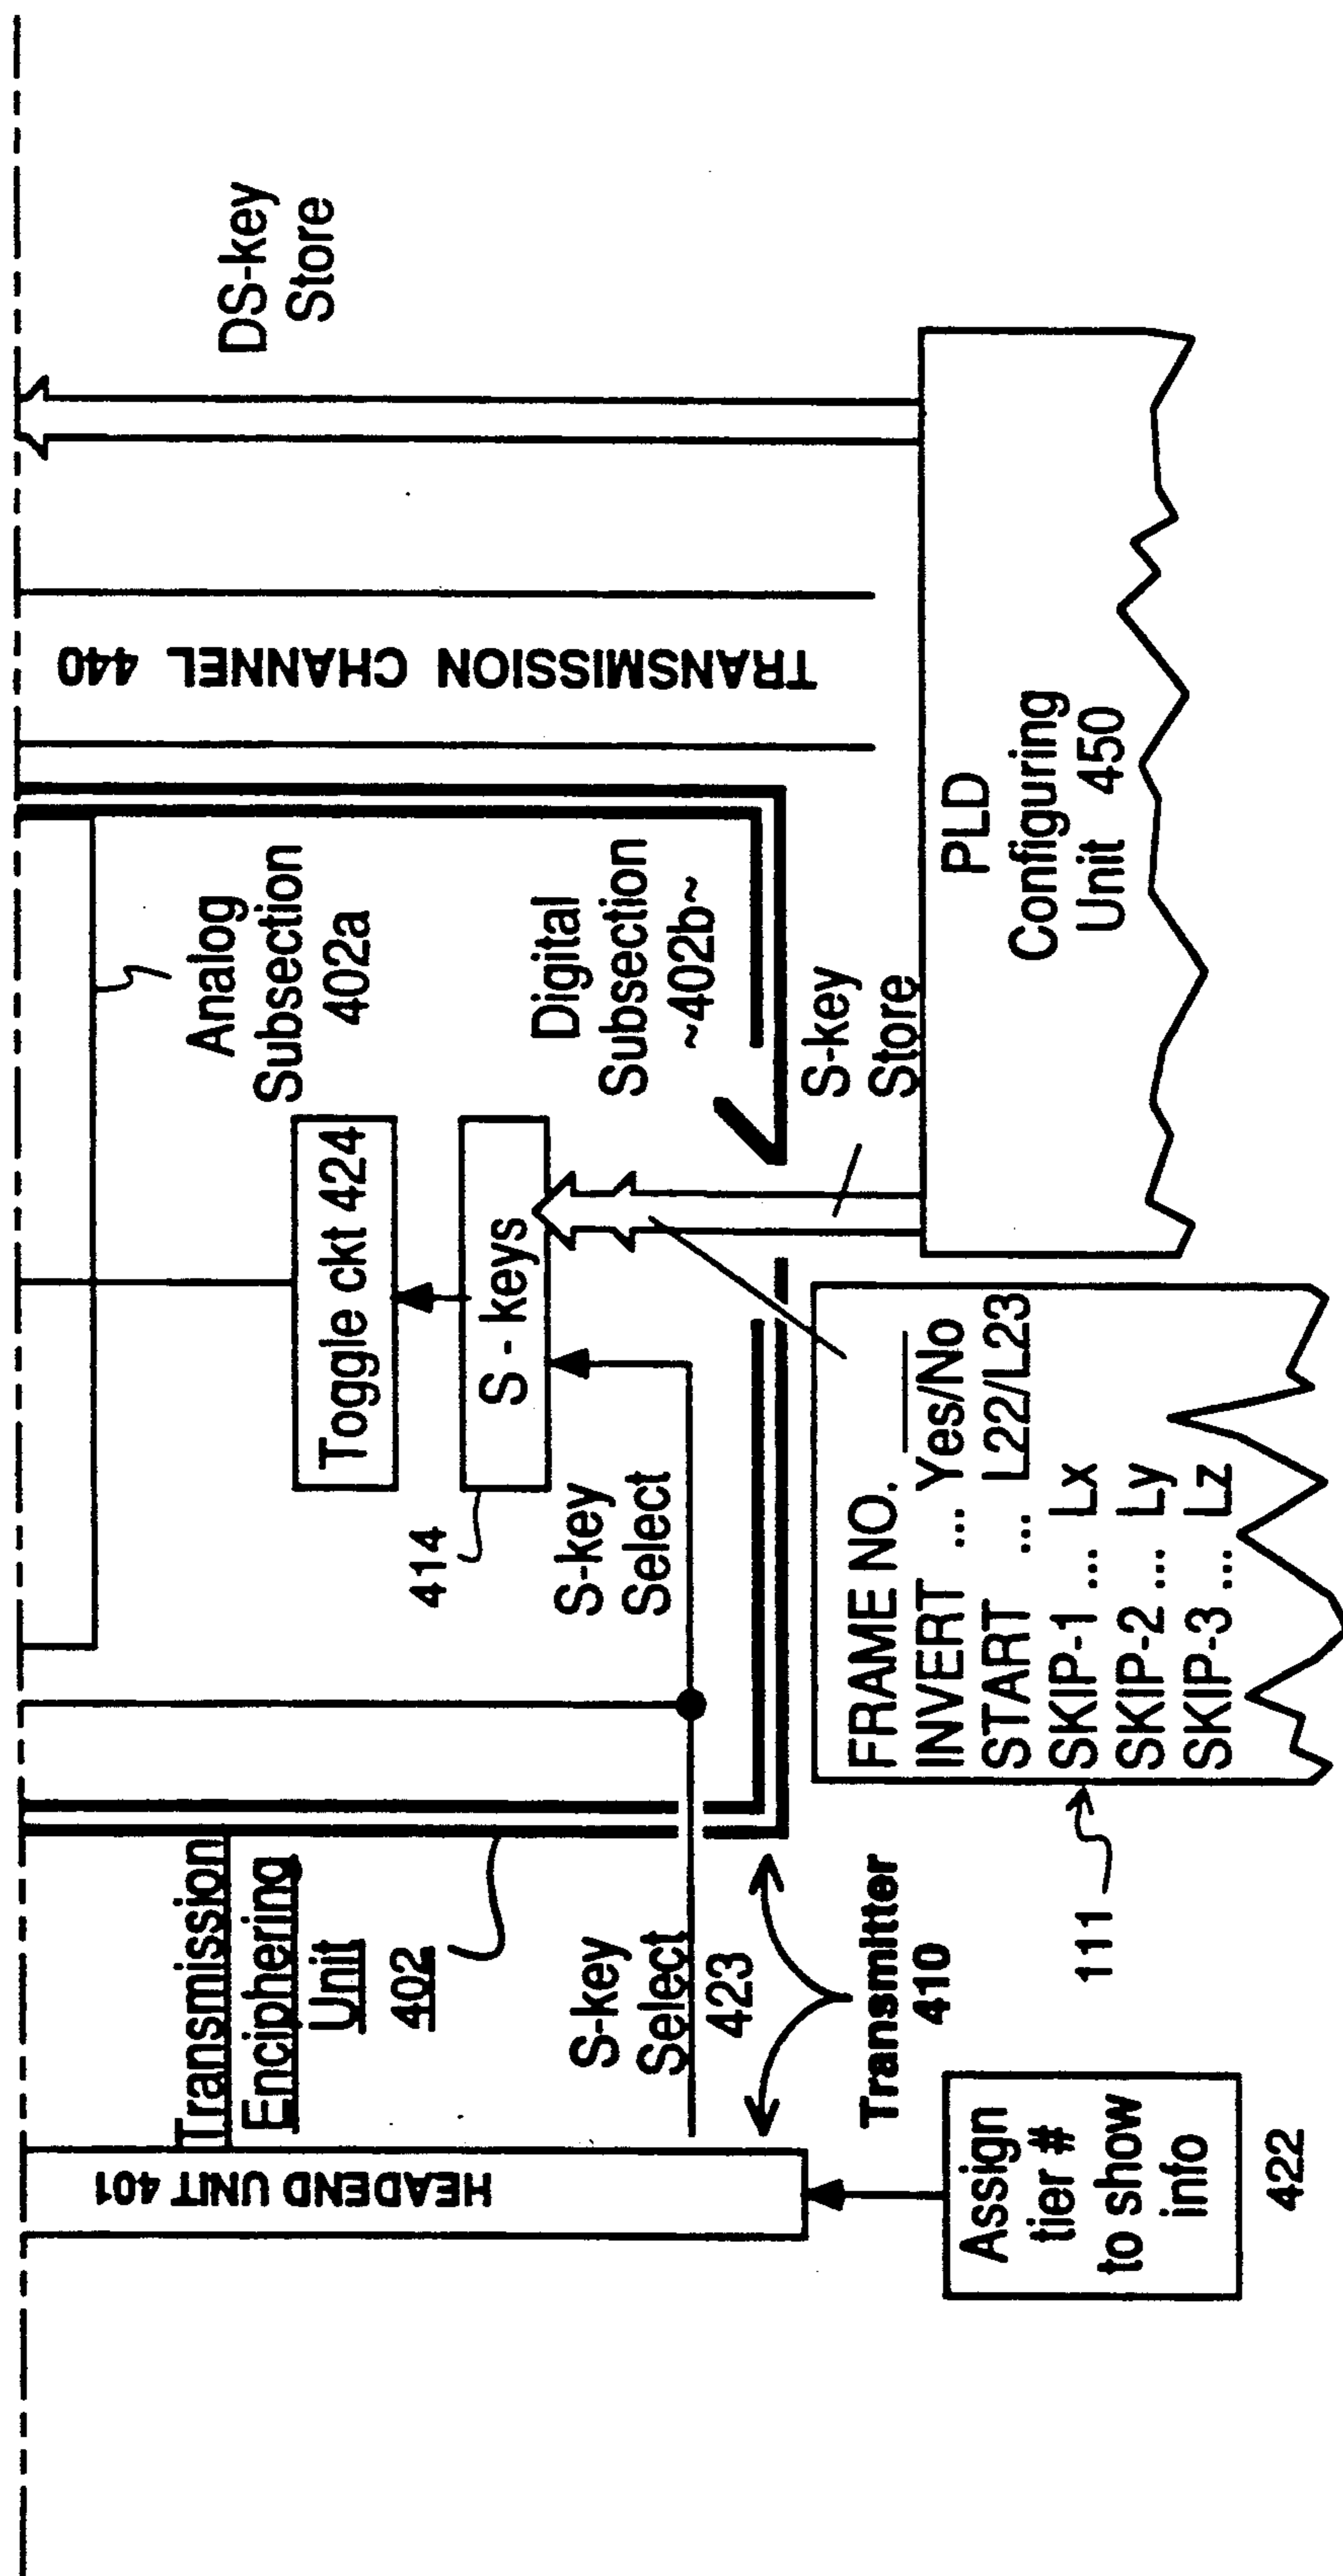 HEADEND UNIT 401
Transmission
Enciphering
Unit
402
S-key
Select
423
Transmitter
410
Assign
tier #
to show
info
422
Analog
Subsection
402a
Toggle ckt 424
S - keys
414
S-key
Select
Digital
Subsection
~402b~
S-key
Store
111
FRAME NO.
INVERT ... Yes/No
START ... L22/L23
SKIP-1 ... Lx
SKIP-2 ... Ly
SKIP-3 ... Lz
TRANSMISSION CHANNEL 440
DS-key
Store
PLD
Configuring
Unit 450